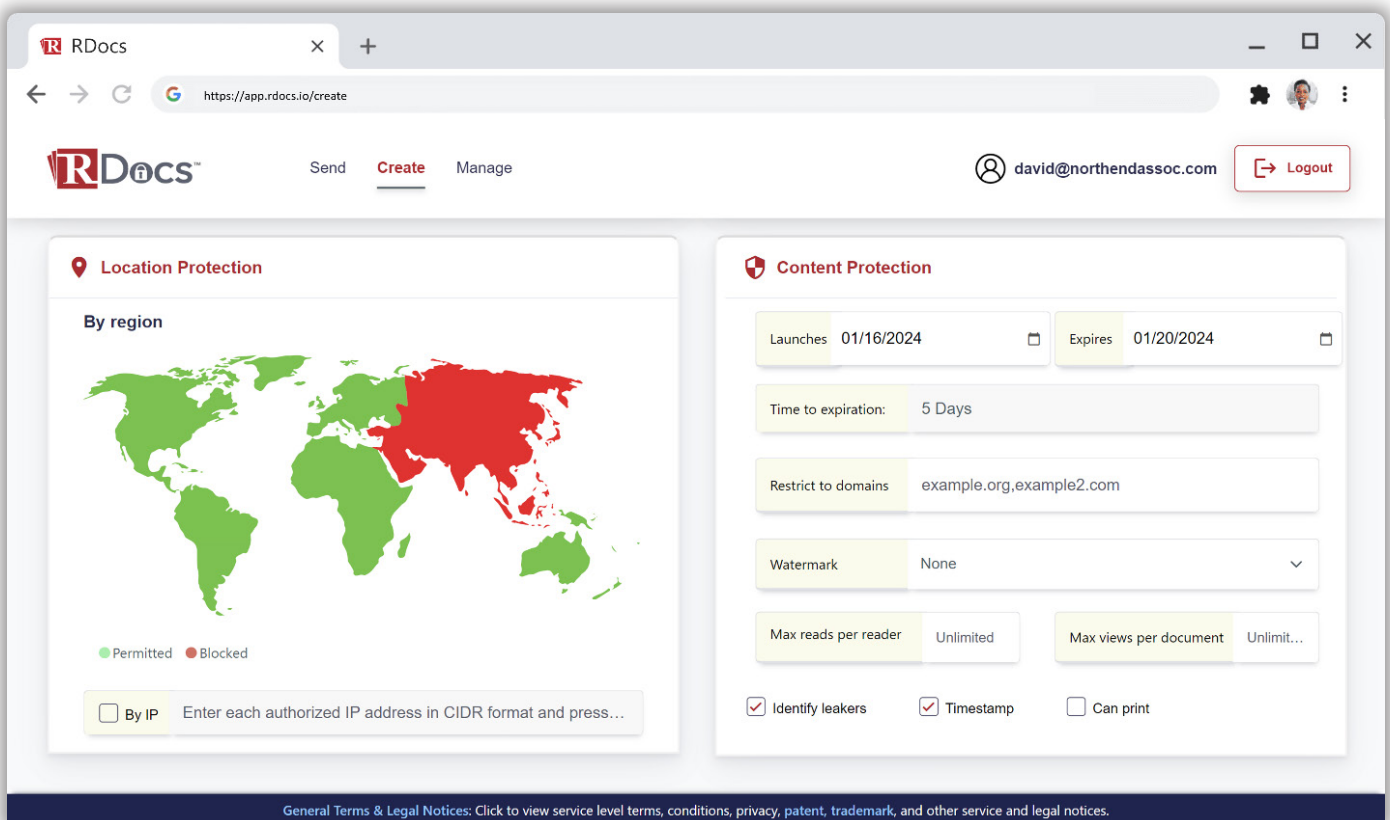 RDocs
https://app.rdocs.io/create
RDocs™
Send Create Manage
david@northendassoc.com
Logout
Location Protection
By region
Permitted Blocked
By IP Enter each authorized IP address in CIDR format and press…
Content Protection
Launches 01/16/2024 Expires 01/20/2024
Time to expiration: 5 Days
Restrict to domains example.org,example2.com
Watermark None
Max reads per reader Unlimited Max views per document Unlimit…
Identify leakers Timestamp Can print
General Terms & Legal Notices: Click to view service level terms, conditions, privacy, patent, trademark, and other service and legal notices.